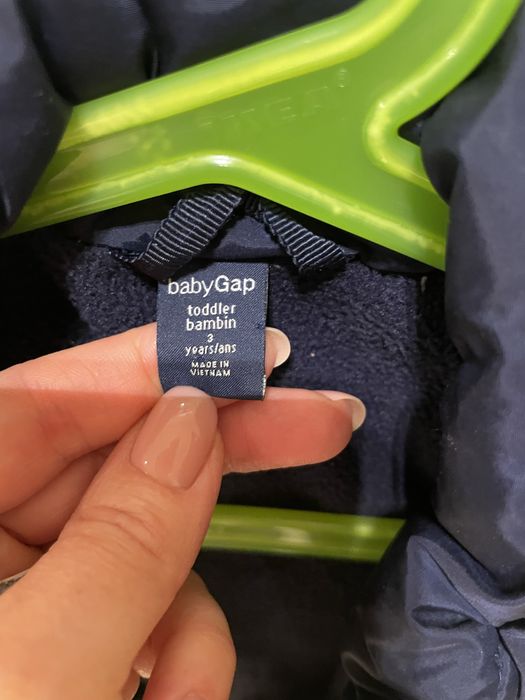 babyGap
toddler
bambin
3
years/ans
MADE IN
VIETNAM